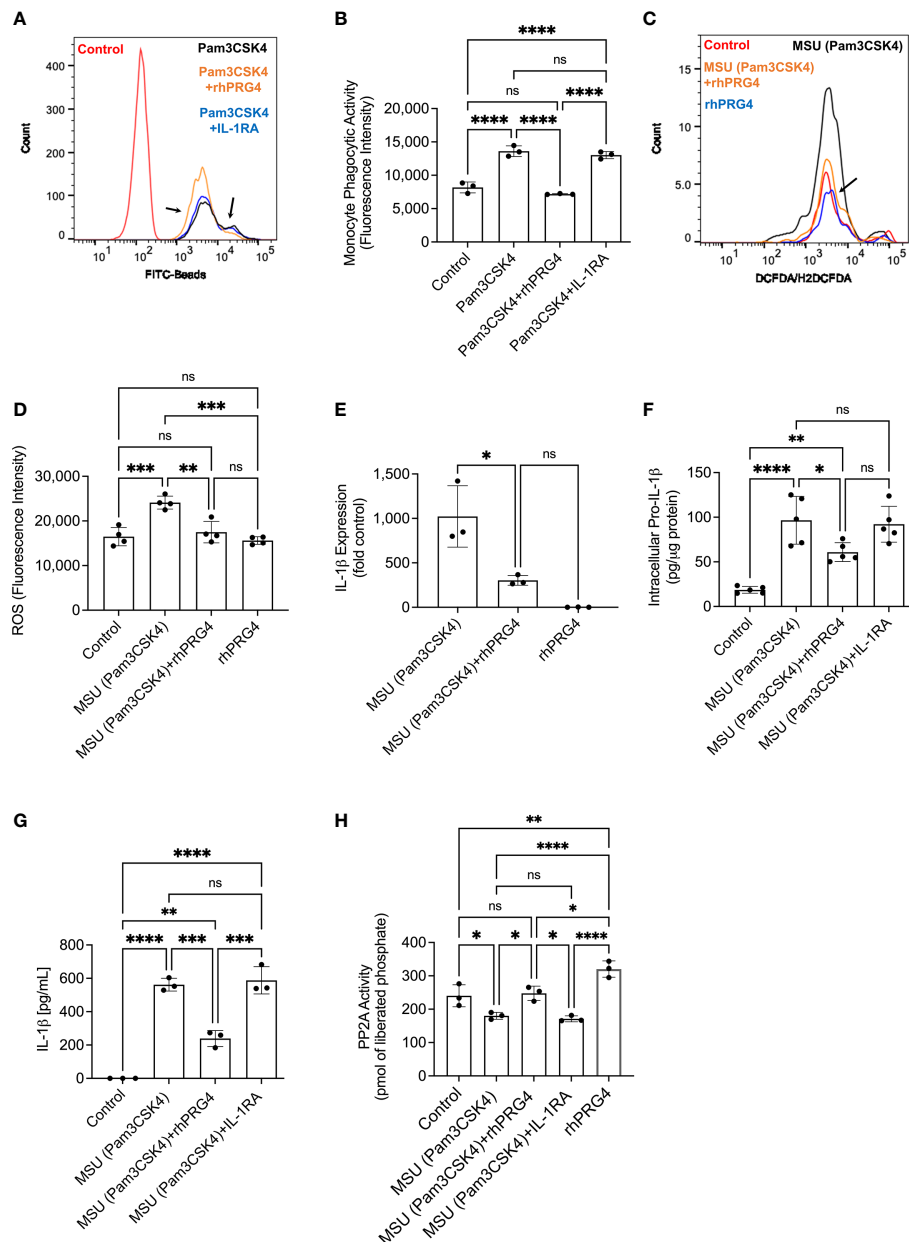 A
Control
Pam3CSK4
Pam3CSK4
+rhPRG4
Pam3CSK4
+IL-1RA
Count
400
300
200
100
0
10¹
10²
10³
10⁴
10⁵
FITC-Beads
B
****
ns
ns
****
****
****
Monocyte Phagocytic Activity
(Fluorescence Intensity)
20,000
15,000
10,000
5,000
0
Control
Pam3CSK4
Pam3CSK4+rhPRG4
Pam3CSK4+IL-1RA
C
Control
MSU (Pam3CSK4)
MSU (Pam3CSK4)
+rhPRG4
rhPRG4
Count
15
10
5.0
0
10¹
10²
10³
10⁴
10⁵
DCFDA/H2DCFDA
D
ns
***
ns
***
**
ns
ROS (Fluorescence Intensity)
30,000
20,000
10,000
0
Control
MSU (Pam3CSK4)
MSU (Pam3CSK4)+rhPRG4
rhPRG4
E
*
ns
IL-1β Expression
(fold control)
1,500
1,000
500
0
MSU (Pam3CSK4)
MSU (Pam3CSK4)+rhPRG4
rhPRG4
F
ns
**
****
*
ns
Intracellular Pro-IL-1β
(pg/μg protein)
150
100
50
0
Control
MSU (Pam3CSK4)
MSU (Pam3CSK4)+rhPRG4
MSU (Pam3CSK4)+IL-1RA
G
****
ns
**
****
***
***
IL-1β [pg/mL]
800
600
400
200
0
Control
MSU (Pam3CSK4)
MSU (Pam3CSK4)+rhPRG4
MSU (Pam3CSK4)+IL-1RA
H
**
****
ns
ns
*
*
*
*
****
PP2A Activity
(pmol of liberated phosphate)
400
300
200
100
0
Control
MSU (Pam3CSK4)
MSU (Pam3CSK4)+rhPRG4
MSU (Pam3CSK4)+IL-1RA
rhPRG4